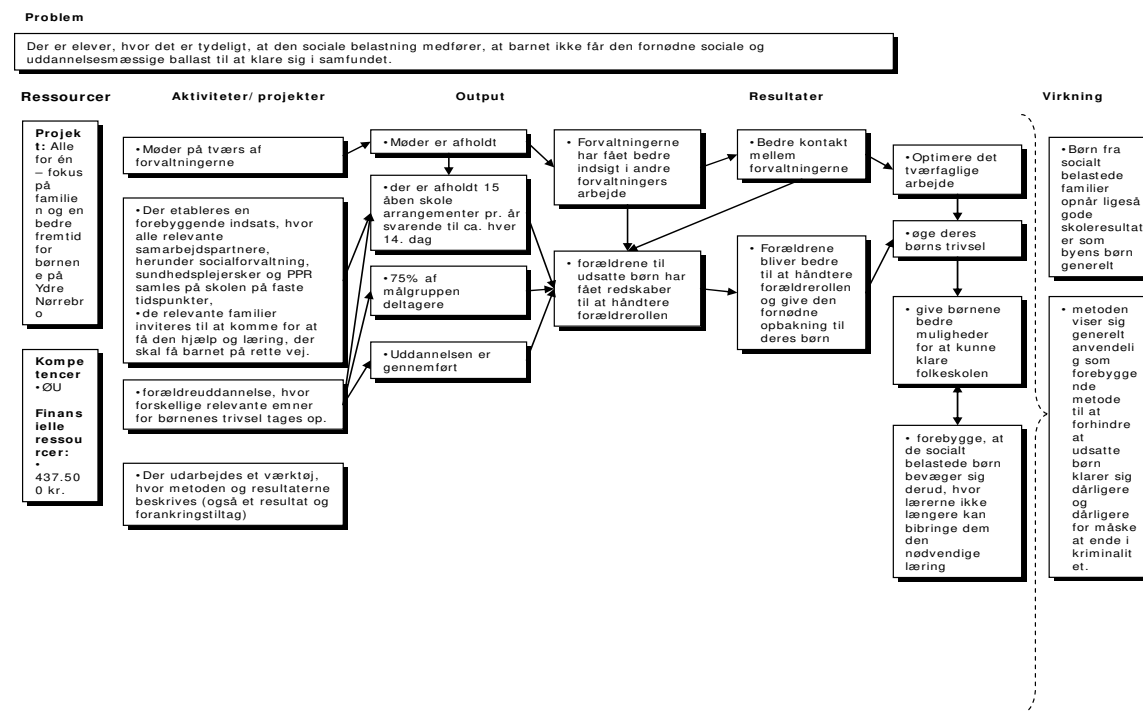 Problem
Der er elever, hvor det er tydeligt, at den sociale belastning medfører, at barnet ikke får den fornødne sociale og
uddannelsesmæssige ballast til at klare sig i samfundet.
Ressourcer
Aktiviteter/ projekter
Output
Resultater
Virkning
Projek
t: Alle
for én
– fokus
på
familie
n og en
bedre
fremtid
for
børnen
e på
Ydre
Nørrebr
o
Kompe
tencer
•ØU
Finans
ielle
ressou
rcer:
•
437.50
0 kr.
•Møder på tværs af
forvaltningerne
•Der etableres en
forebyggende indsats, hvor
alle relevante
samarbejdspartnere,
herunder socialforvaltning,
sundhedsplejersker og PPR
samles på skolen på faste
tidspunkter,
•de relevante familier
inviteres til at komme for at
få den hjælp og læring, der
skal få barnet på rette vej.
•forældreuddannelse, hvor
forskellige relevante emner
for børnenes trivsel tages op.
•Der udarbejdes et værktøj,
hvor metoden og resultaterne
beskrives (også et resultat og
forankringstiltag)
•Møder er afholdt
•der er afholdt 15
åben skole
arrangementer pr. år
svarende til ca. hver
14. dag
•75% af
målgruppen
deltagere
•Uddannelsen er
gennemført
• Forvaltningerne
har fået bedre
indsigt i andre
forvaltningers
arbejde
• forældrene til
udsatte børn har
fået redskaber
til at håndtere
forældrerollen
•Bedre kontakt
mellem
forvaltningerne
• Forældrene
bliver bedre
til at håndtere
forældrerollen
og give den
fornødne
opbakning til
deres børn
•Optimere det
tværfaglige
arbejde
•øge deres
børns trivsel
• give børnene
bedre
muligheder
for at kunne
klare
folkeskolen
• forebygge, at
de socialt
belastede børn
bevæger sig
derud, hvor
lærerne ikke
længere kan
bibringe dem
den
nødvendige
læring
•Børn fra
socialt
belastede
familier
opnår ligeså
gode
skoleresultat
er som
byens børn
generelt
• metoden
viser sig
generelt
anvendeli
g som
forebygge
nde
metode
til at
forhindre
at
udsatte
børn
klarer sig
dårligere
og
dårligere
for måske
at ende i
kriminalit
et.